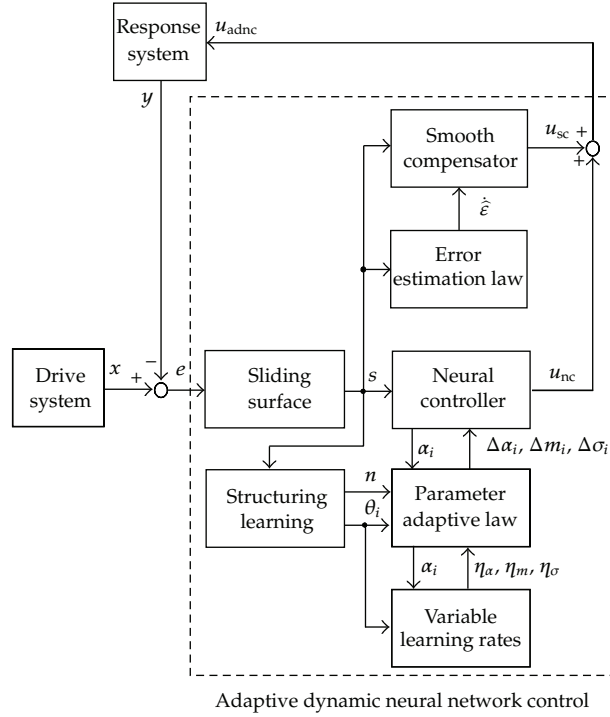 Response
system
u_adnc
y
Smooth
compensator
u_sc
+
+
\dot{\hat{ε}}
Error
estimation law
Drive
system
x
+
−
e
Sliding
surface
s
Neural
controller
u_nc
α_i
Δα_i, Δm_i, Δσ_i
Structuring
learning
n
θ_i
Parameter
adaptive law
α_i
η_α, η_m, η_σ
Variable
learning rates
Adaptive dynamic neural network control